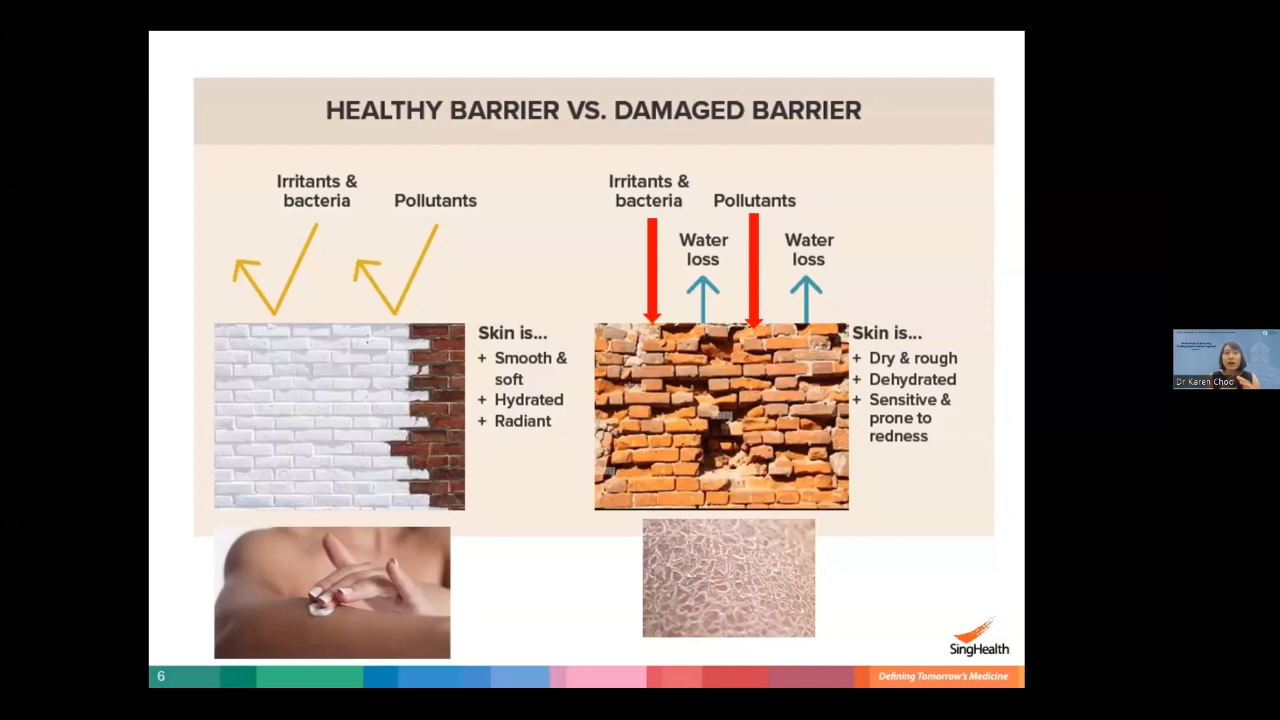 HEALTHY BARRIER VS. DAMAGED BARRIER
Irritants &
bacteria
Pollutants
Skin is...
+ Smooth &
soft
+ Hydrated
+ Radiant
Irritants &
bacteria
Pollutants
Water
loss
Water
loss
Skin is...
+ Dry & rough
+ Dehydrated
+ Sensitive &
prone to
redness
SingHealth
6
Defining Tomorrow's Medicine
Dr Karen Choo